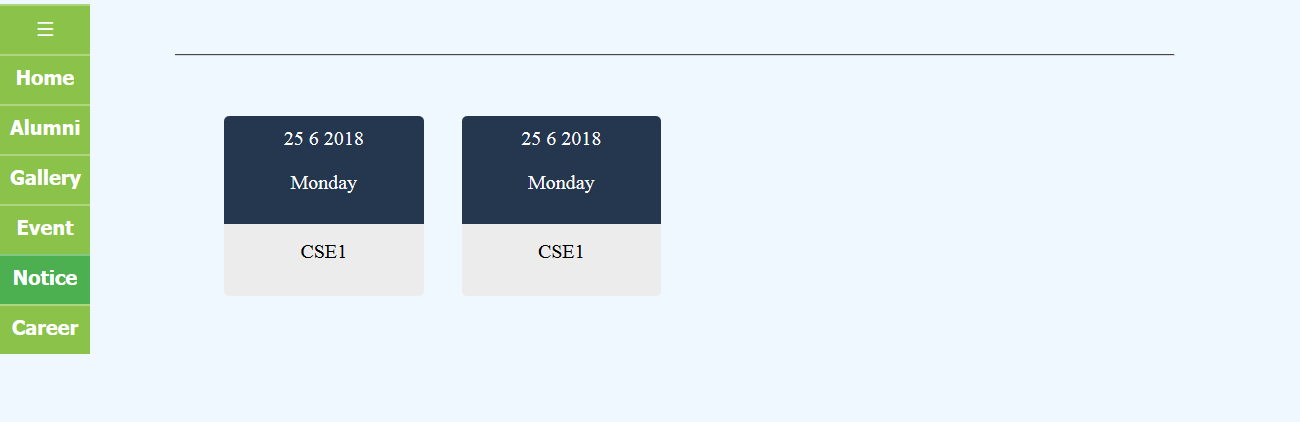 ☰
Home
Alumni
Gallery
Event
Notice
Career
25 6 2018
Monday
CSE1
25 6 2018
Monday
CSE1